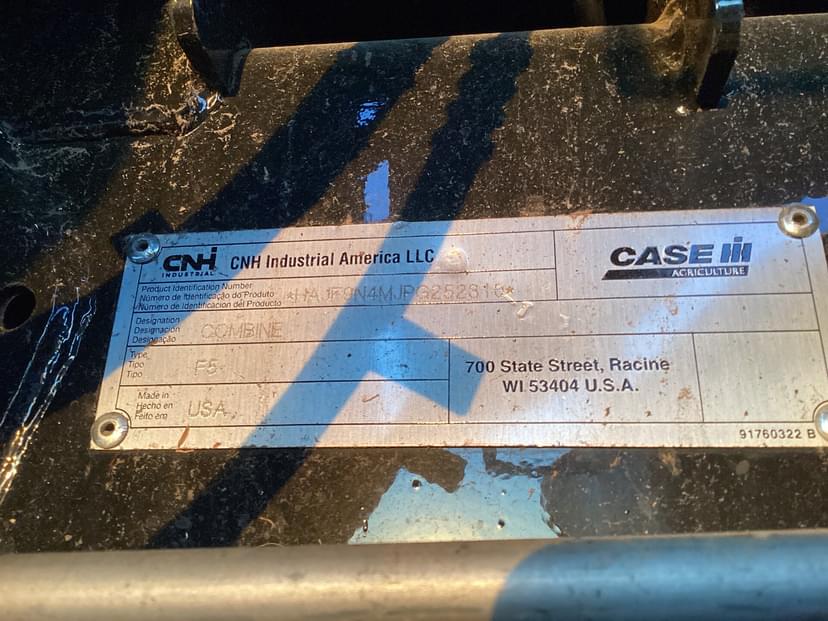 CNH
INDUSTRIAL
CNH Industrial America LLC
CASE IH
AGRICULTURE
Product Identification Number
Número de Identificação do Produto
Número de Identificacion del Producto
Designation
Designación
Designação
COMBINE
Type
Tipo
Tipo
F5
700 State Street, Racine
WI 53404 U.S.A.
Made in
Hecho en
Feito em
USA
91760322 B